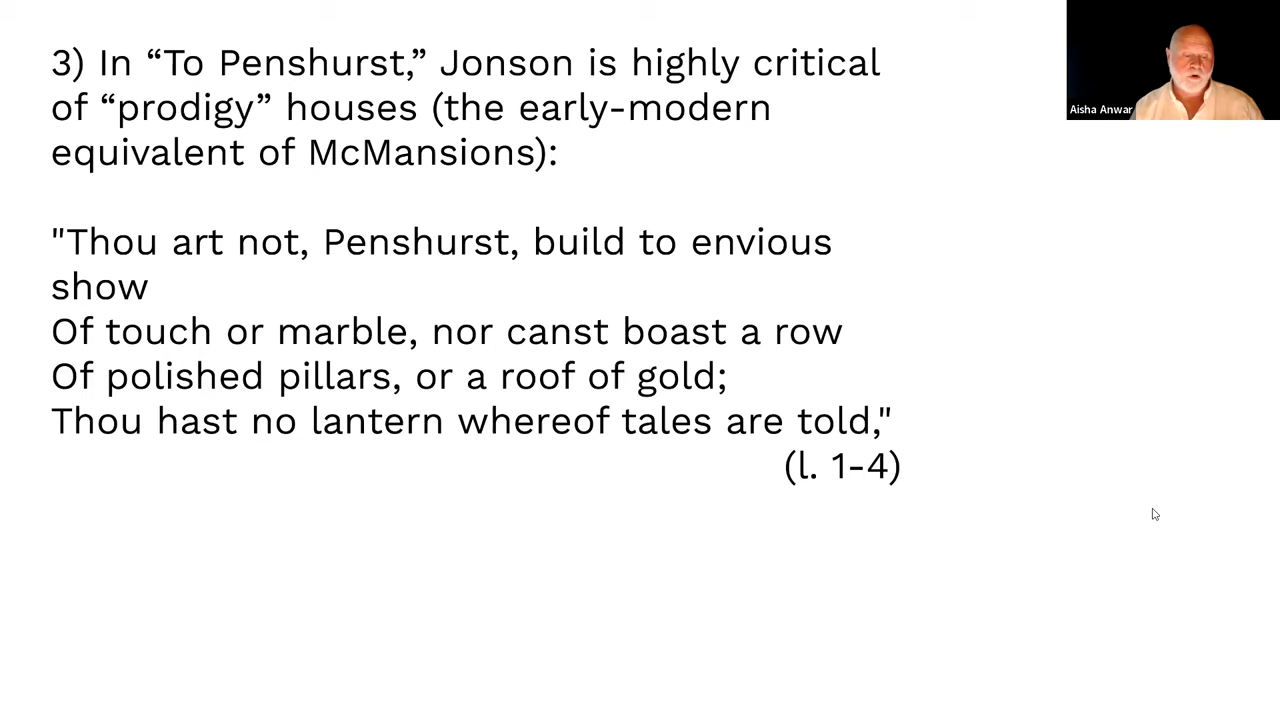 3) In “To Penshurst,” Jonson is highly critical
of “prodigy” houses (the early-modern
equivalent of McMansions):
"Thou art not, Penshurst, build to envious
show
Of touch or marble, nor canst boast a row
Of polished pillars, or a roof of gold;
Thou hast no lantern whereof tales are told,"
(l. 1-4)
Aisha Anwar